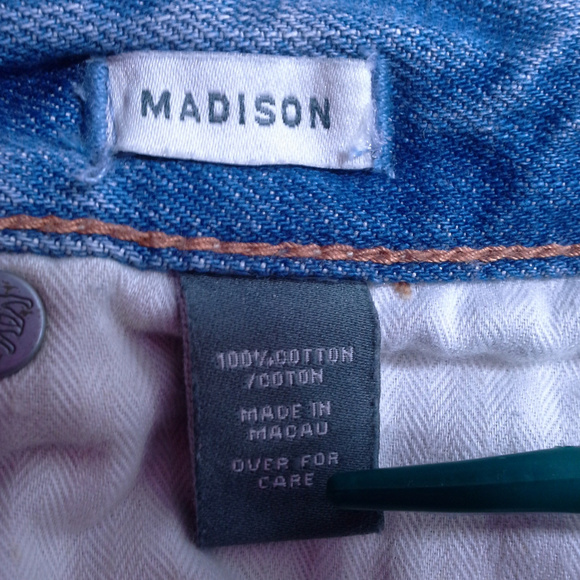 MADISON
100% COTTON
/COTON
MADE IN
MACAU
OVER FOR
CARE